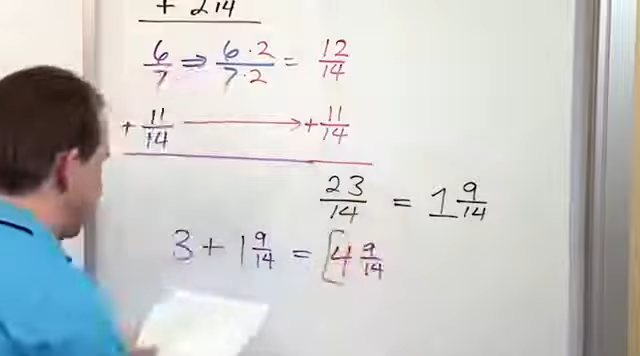 + 2 14
6/7 ⇒ 6·2/7·2 = 12/14
+ 11/14 → + 11/14
23/14 = 1 9/14
3 + 1 9/14 = [4 9/14